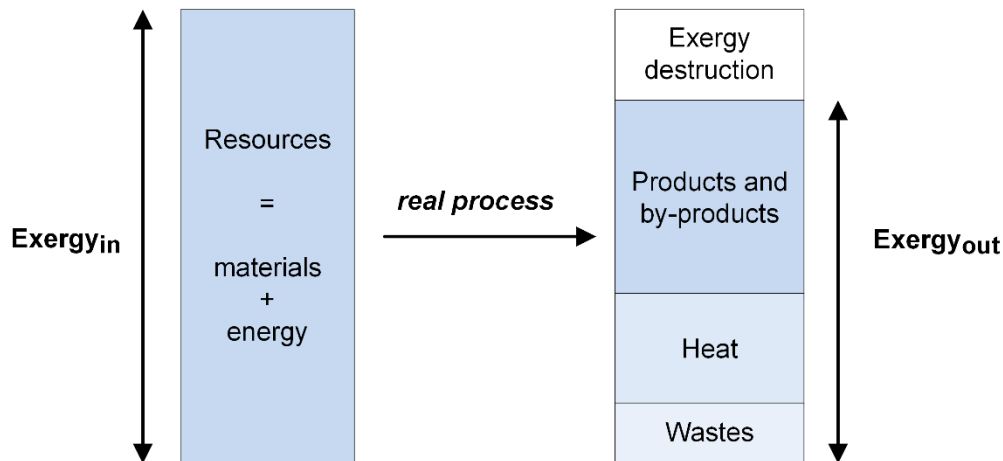 Exergyin
Resources
=
materials
+
energy
real process
Exergy
destruction
Products and
by-products
Heat
Wastes
Exergyout